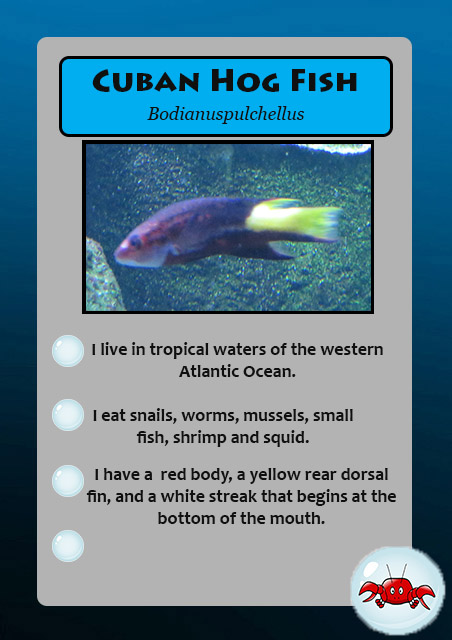 Cuban Hog Fish
Bodianuspulchellus
I live in tropical waters of the western
Atlantic Ocean.
I eat snails, worms, mussels, small
fish, shrimp and squid.
I have a red body, a yellow rear dorsal
fin, and a white streak that begins at the
bottom of the mouth.